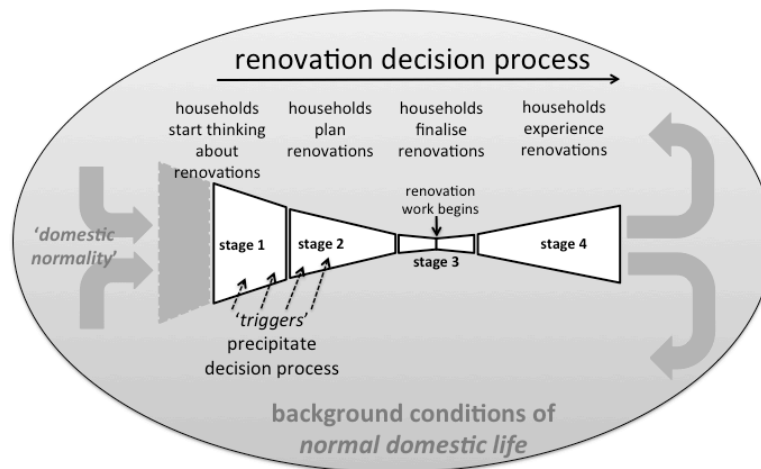 renovation decision process
households
start thinking
about
renovations
households
plan
renovations
households
finalise
renovations
households
experience
renovations
renovation
work begins
'domestic
normality'
stage 1
stage 2
stage 3
stage 4
'triggers'
precipitate
decision process
background conditions of
normal domestic life